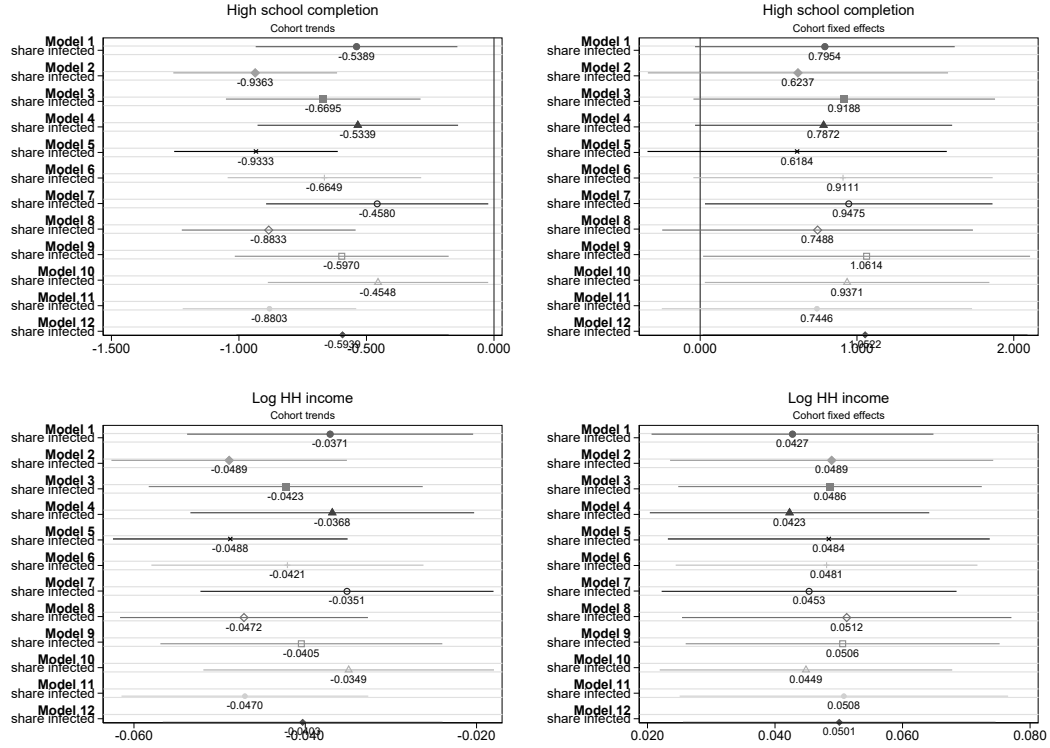 High school completion
Cohort trends
Model 1
share infected
-0.5389
Model 2
share infected
-0.9363
Model 3
share infected
-0.6695
Model 4
share infected
-0.5339
Model 5
share infected
-0.9333
Model 6
share infected
-0.6649
Model 7
share infected
-0.4580
Model 8
share infected
-0.8833
Model 9
share infected
-0.5970
Model 10
share infected
-0.4548
Model 11
share infected
-0.8803
Model 12
share infected
-0.5939
-1.500 -1.000 -0.500 0.000
High school completion
Cohort fixed effects
Model 1
share infected
0.7954
Model 2
share infected
0.6237
Model 3
share infected
0.9188
Model 4
share infected
0.7872
Model 5
share infected
0.6184
Model 6
share infected
0.9111
Model 7
share infected
0.9475
Model 8
share infected
0.7488
Model 9
share infected
1.0614
Model 10
share infected
0.9371
Model 11
share infected
0.7446
Model 12
share infected
1.0522
0.000 1.000 2.000
Log HH income
Cohort trends
Model 1
share infected
-0.0371
Model 2
share infected
-0.0489
Model 3
share infected
-0.0423
Model 4
share infected
-0.0368
Model 5
share infected
-0.0488
Model 6
share infected
-0.0421
Model 7
share infected
-0.0351
Model 8
share infected
-0.0472
Model 9
share infected
-0.0405
Model 10
share infected
-0.0349
Model 11
share infected
-0.0470
Model 12
share infected
-0.0403
-0.060 -0.040 -0.020
Log HH income
Cohort fixed effects
Model 1
share infected
0.0427
Model 2
share infected
0.0489
Model 3
share infected
0.0486
Model 4
share infected
0.0423
Model 5
share infected
0.0484
Model 6
share infected
0.0481
Model 7
share infected
0.0453
Model 8
share infected
0.0512
Model 9
share infected
0.0506
Model 10
share infected
0.0449
Model 11
share infected
0.0508
Model 12
share infected
0.0501
0.020 0.040 0.060 0.080